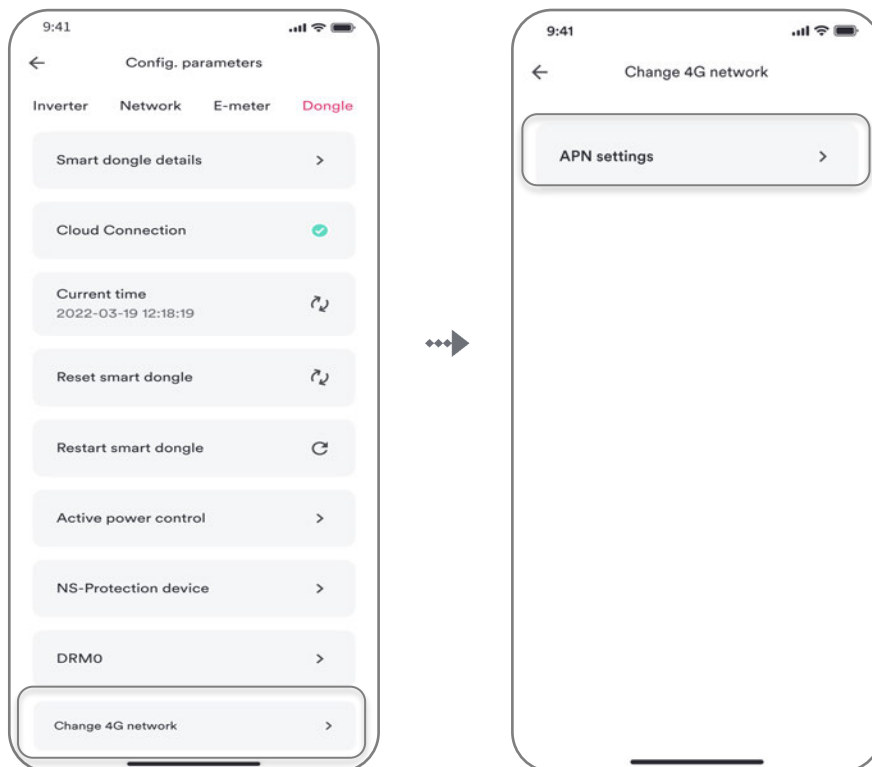 9:41
Config. parameters
Inverter Network E-meter Dongle
Smart dongle details
Cloud Connection
Current time
2022-03-19 12:18:19
Reset smart dongle
Restart smart dongle
Active power control
NS-Protection device
DRM0
Change 4G network
9:41
Change 4G network
APN settings